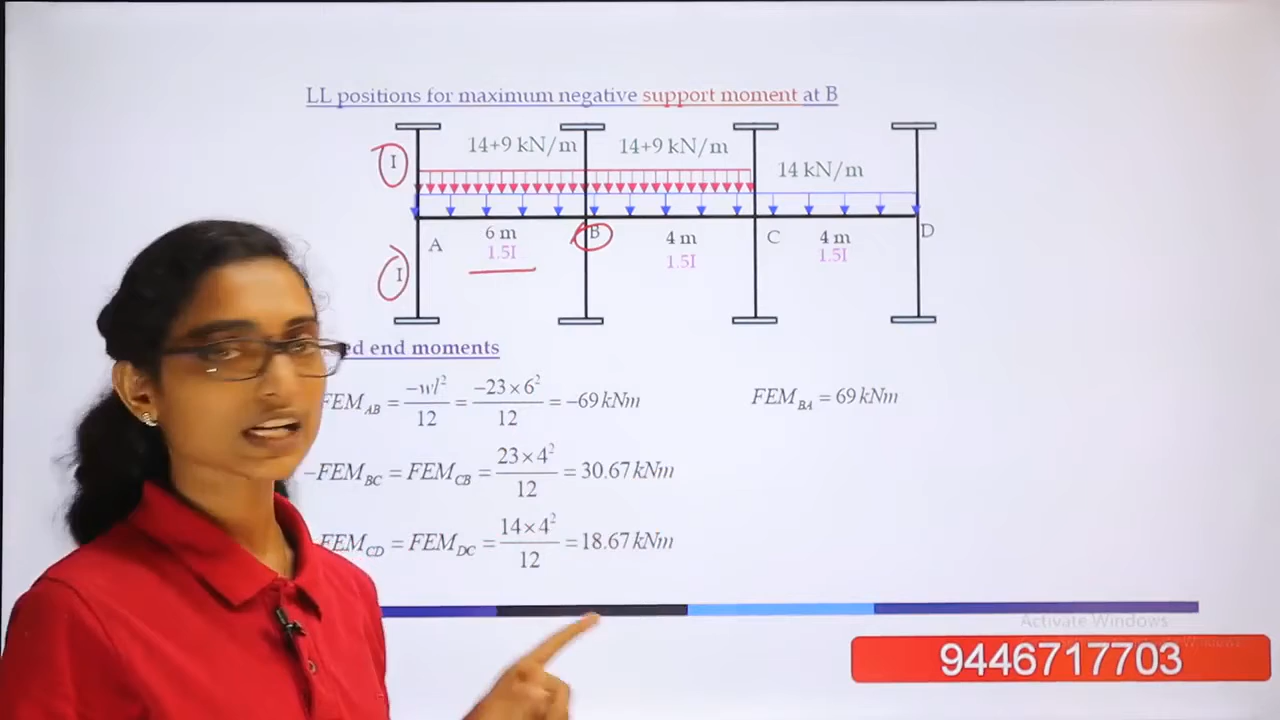 LL positions for maximum negative support moment at B
14+9 kN/m 14+9 kN/m 14 kN/m
I
I
A 6 m B 4 m C 4 m D
1.5I 1.5I 1.5I
ed end moments
FEM_AB = -wl²/12 = -23×6²/12 = -69 kNm FEM_BA = 69 kNm
-FEM_BC = FEM_CB = 23×4²/12 = 30.67 kNm
-FEM_CD = FEM_DC = 14×4²/12 = 18.67 kNm
Activate Windows
9446717703